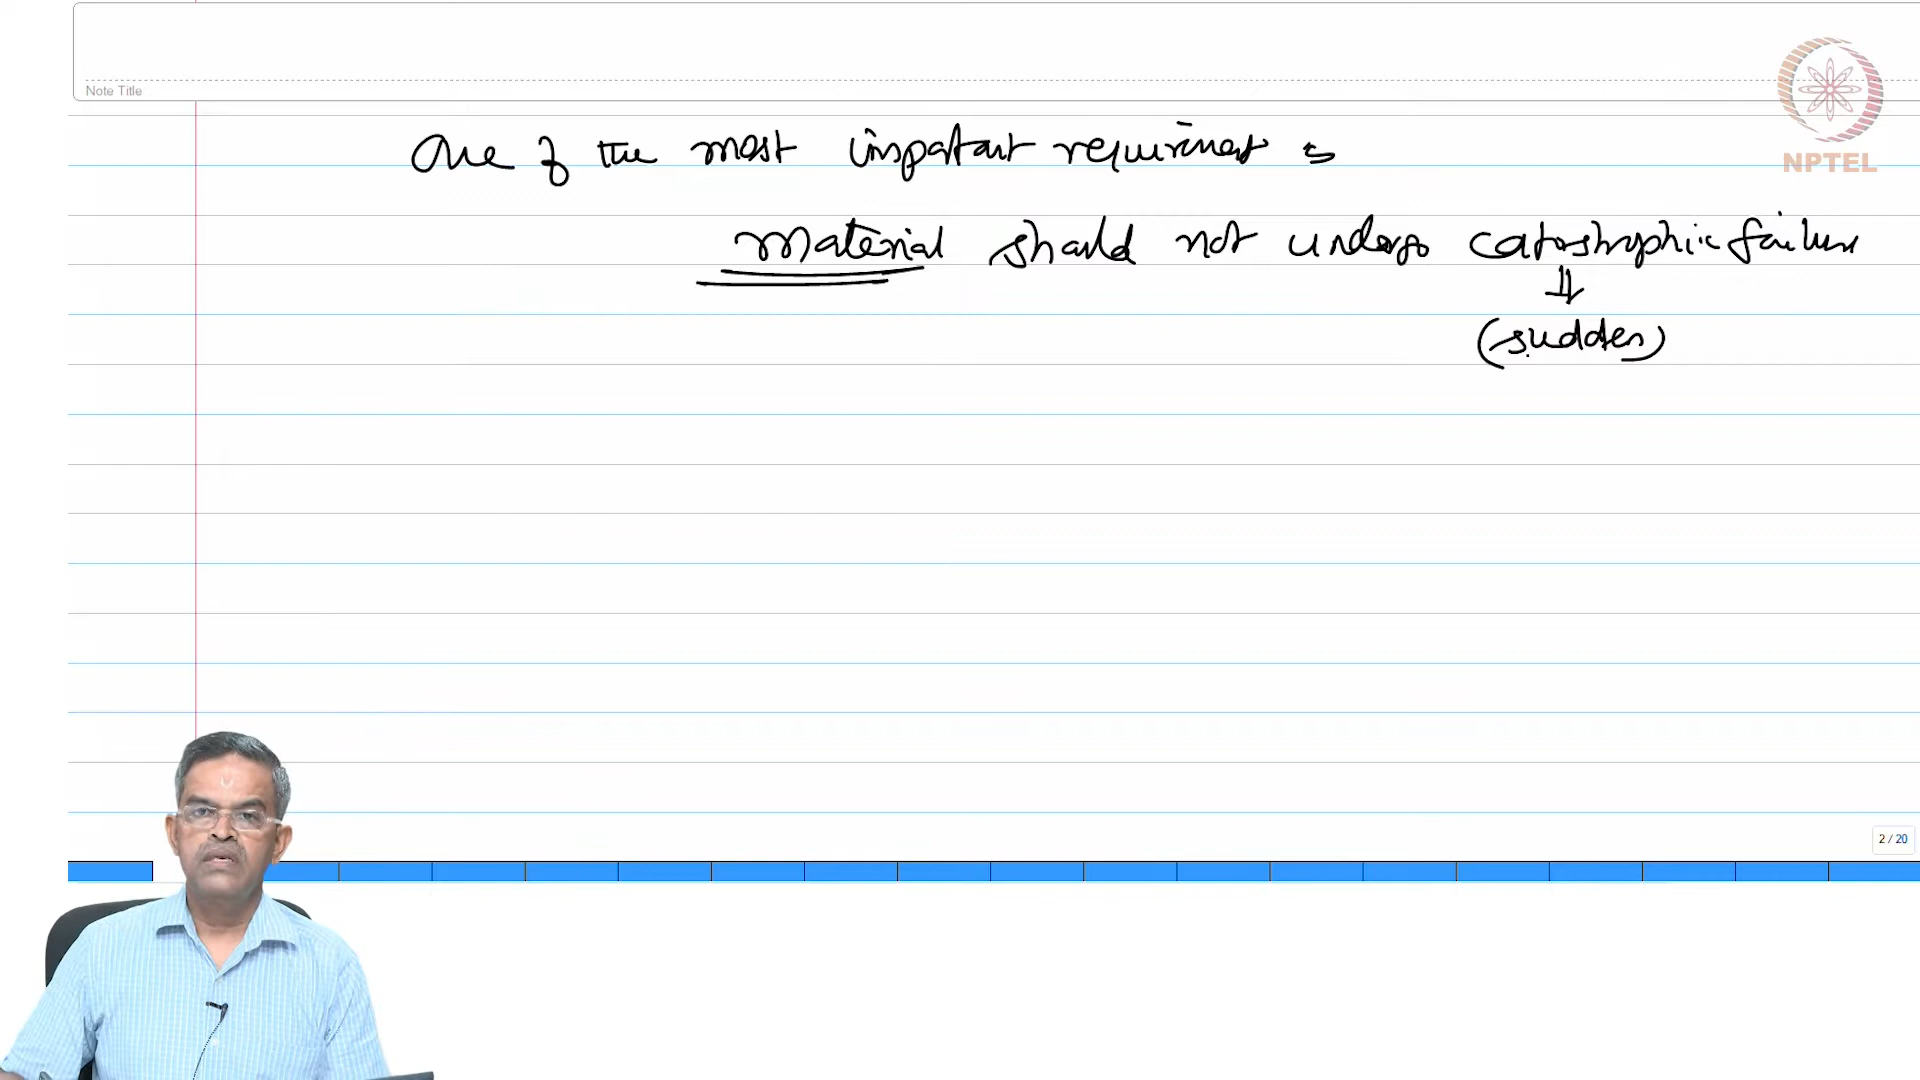 Note Title
NPTEL
One of the most important requirement is
material should not undergo catastrophic failure
(sudden)
2 / 20